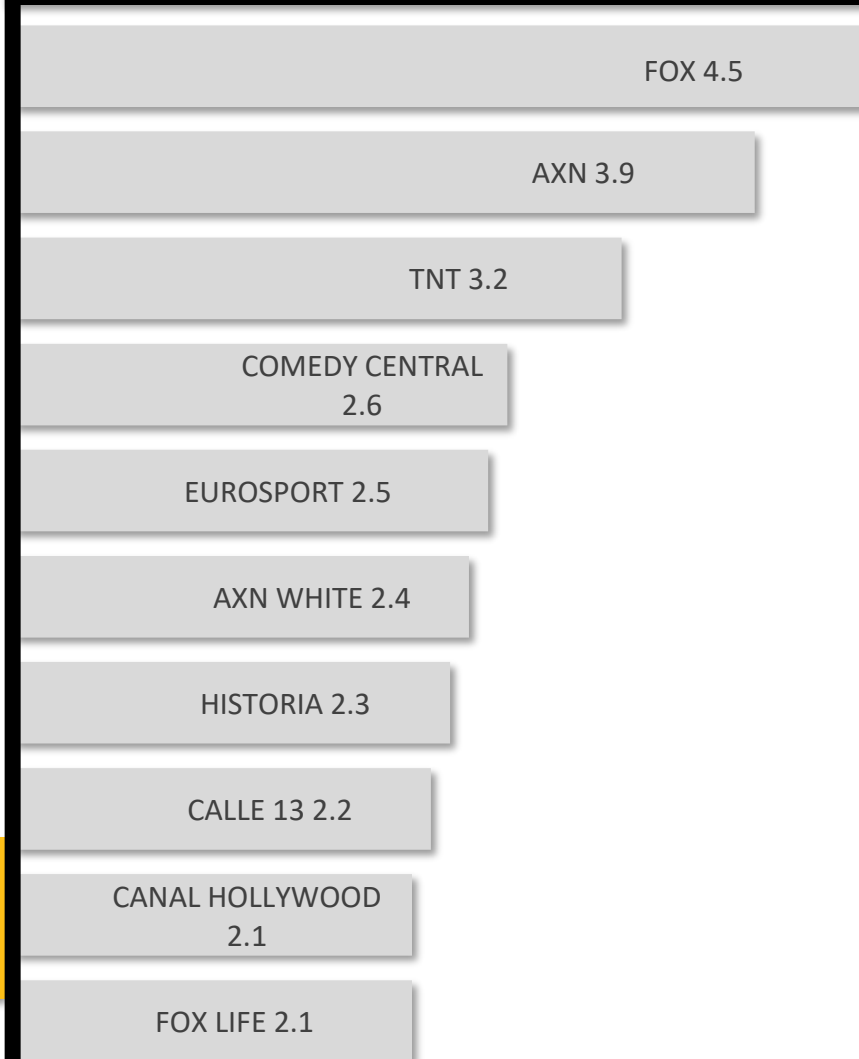 FOX 4.5
AXN 3.9
TNT 3.2
COMEDY CENTRAL
2.6
EUROSPORT 2.5
AXN WHITE 2.4
HISTORIA 2.3
CALLE 13 2.2
CANAL HOLLYWOOD
2.1
FOX LIFE 2.1